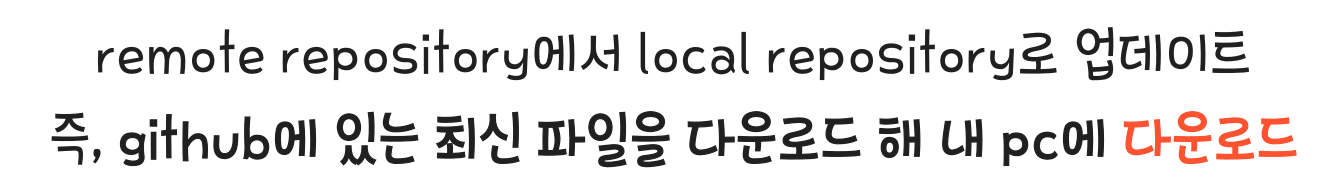 remote repository에서 local repository로 업데이트
즉, github에 있는 최신 파일을 다운로드 해 내 pc에 다운로드